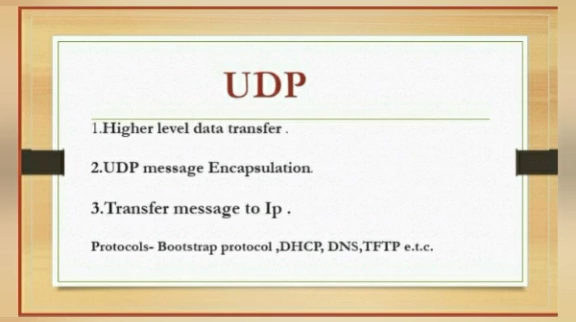 UDP
1.Higher level data transfer .
2.UDP message Encapsulation.
3.Transfer message to Ip .
Protocols- Bootstrap protocol ,DHCP, DNS,TFTP e.t.c.